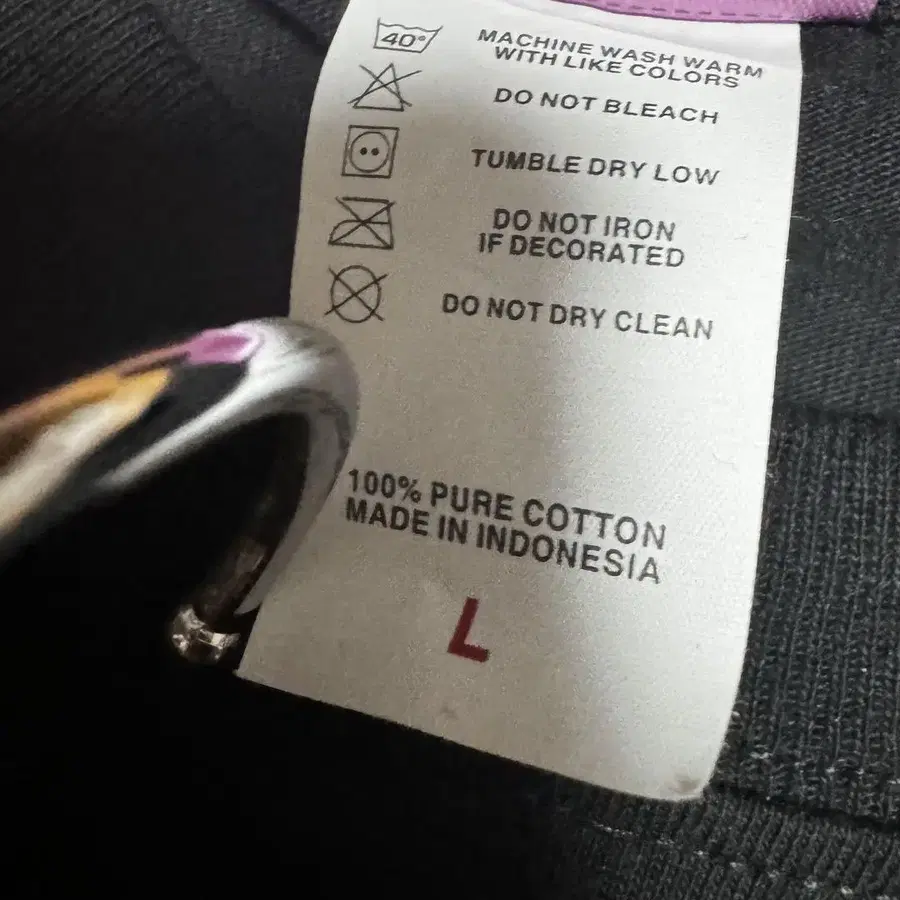 40°
MACHINE WASH WARM
WITH LIKE COLORS
DO NOT BLEACH
TUMBLE DRY LOW
DO NOT IRON
IF DECORATED
DO NOT DRY CLEAN
100% PURE COTTON
MADE IN INDONESIA
L